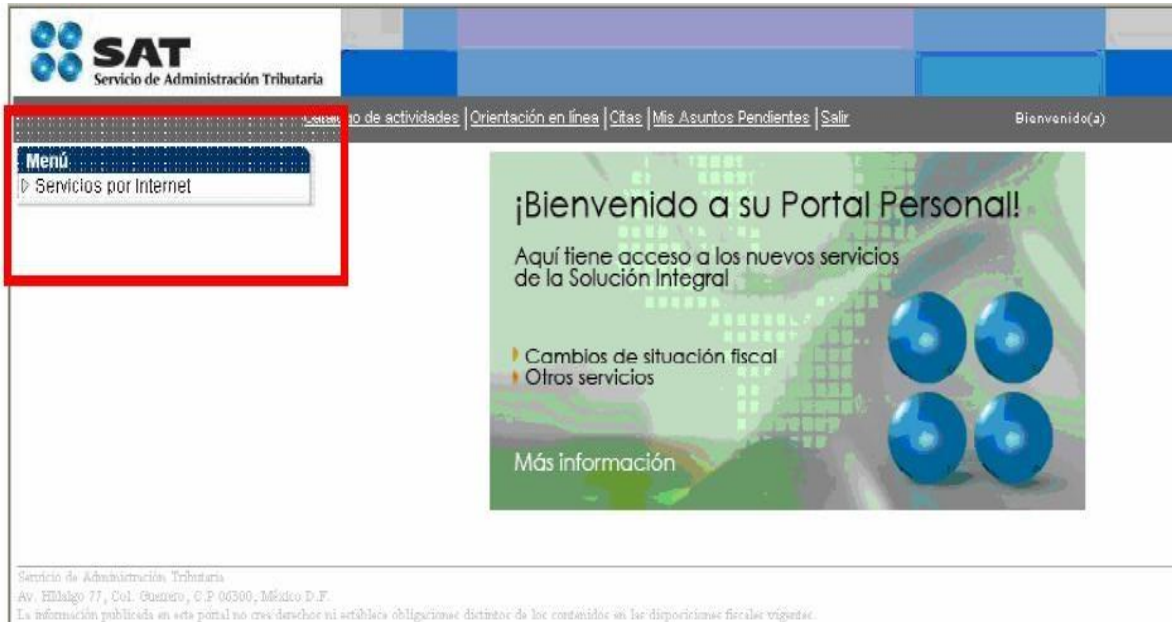 SAT
Servicio de Administración Tributaria
Catálogo de actividades | Orientación en línea | Citas | Mis Asuntos Pendientes | Salir
Bienvenido(a)
Menú
Servicios por Internet
¡Bienvenido a su Portal Personal!
Aquí tiene acceso a los nuevos servicios
de la Solución Integral
Cambios de situación fiscal
Otros servicios
Más información
Servicio de Administración Tributaria
Av. HIdalgo 77, Col. Guerrero, C.P 06300, México D.F.
La información publicada en este portal no crea derechos ni establece obligaciones distintos de los contenidos en las disposiciones fiscales vigentes.